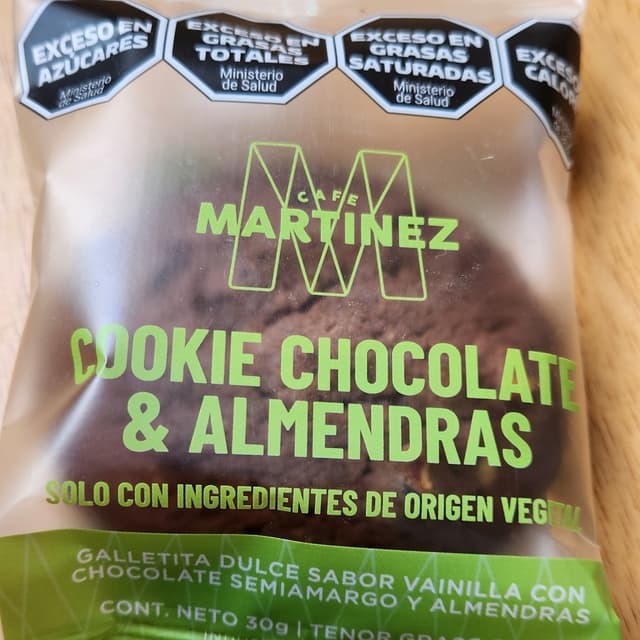 EXCESO EN
AZÚCARES
Ministerio
de Salud
EXCESO EN
GRASAS
TOTALES
Ministerio
de Salud
EXCESO EN
GRASAS
SATURADAS
Ministerio
de Salud
CAFE
MARTINEZ
COOKIE CHOCOLATE
& ALMENDRAS
SOLO CON INGREDIENTES DE ORIGEN VEGETAL
GALLETITA DULCE SABOR VAINILLA CON
CHOCOLATE SEMIAMARGO Y ALMENDRAS
CONT. NETO 30g | TENOR